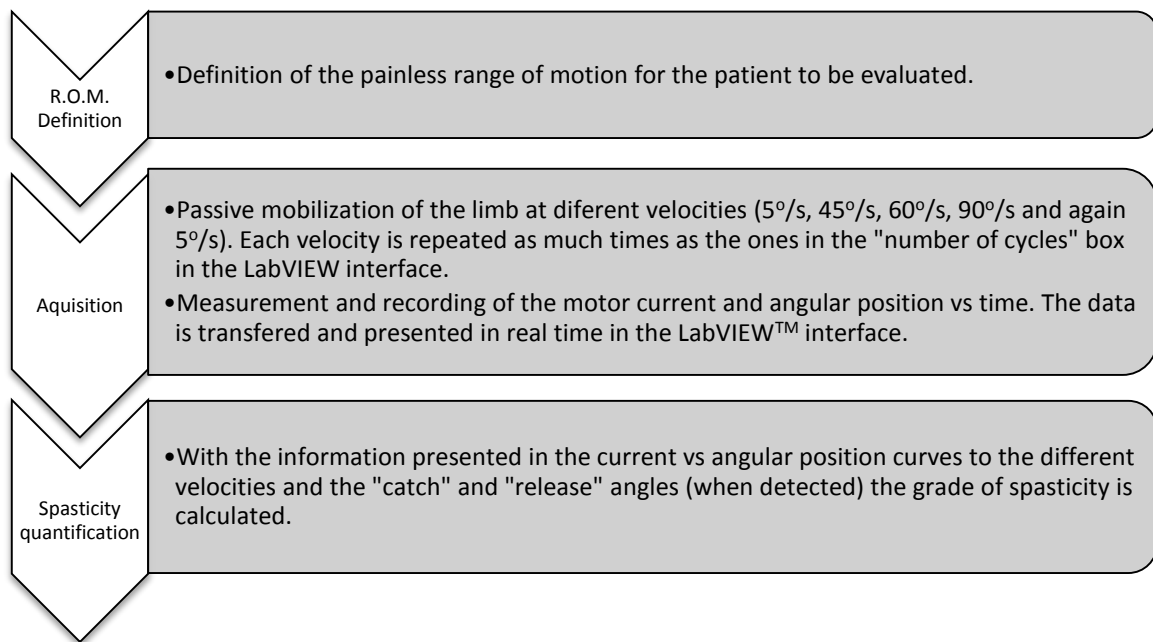 R.O.M.
Definition
•Definition of the painless range of motion for the patient to be evaluated.
Aquisition
•Passive mobilization of the limb at diferent velocities (5º/s, 45º/s, 60º/s, 90º/s and again
5º/s). Each velocity is repeated as much times as the ones in the "number of cycles" box
in the LabVIEW interface.
•Measurement and recording of the motor current and angular position vs time. The data
is transfered and presented in real time in the LabVIEW™ interface.
Spasticity
quantification
•With the information presented in the current vs angular position curves to the different
velocities and the "catch" and "release" angles (when detected) the grade of spasticity is
calculated.